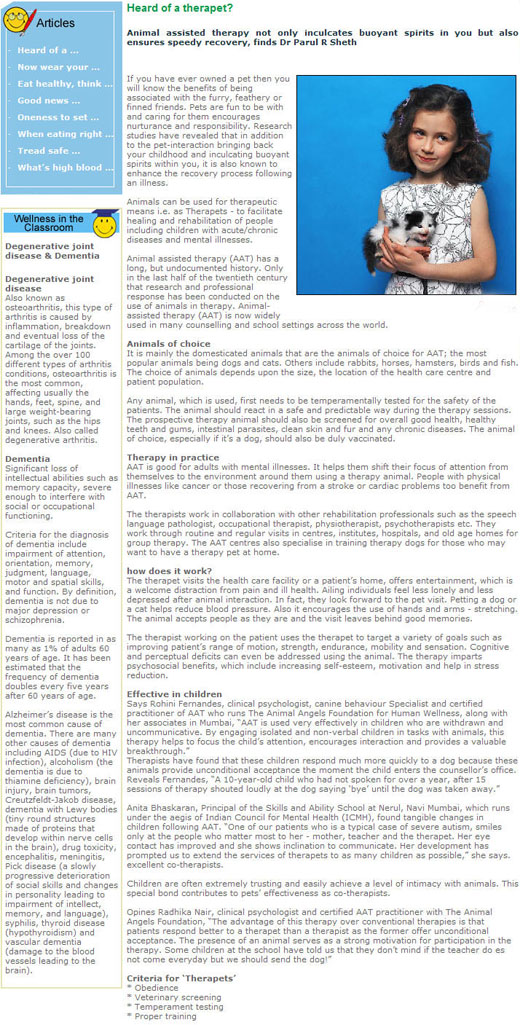 Articles
· Heard of a ...
· Now wear your ...
· Eat healthy, think ...
· Good news ...
· Oneness to set ...
· When eating right ...
· Tread safe ...
· What's high blood ...
Wellness in the
Classroom
Degenerative joint
disease & Dementia
Degenerative joint
disease
Also known as
osteoarthritis, this type of
arthritis is caused by
inflammation, breakdown
and eventual loss of the
cartilage of the joints.
Among the over 100
different types of arthritis
conditions, osteoarthritis is
the most common,
affecting usually the
hands, feet, spine, and
large weight-bearing
joints, such as the hips
and knees. Also called
degenerative arthritis.
Dementia
Significant loss of
intellectual abilities such as
memory capacity, severe
enough to interfere with
social or occupational
functioning.
Criteria for the diagnosis
of dementia include
impairment of attention,
orientation, memory,
judgment, language,
motor and spatial skills,
and function. By definition,
dementia is not due to
major depression or
schizophrenia.
Dementia is reported in as
many as 1% of adults 60
years of age. It has been
estimated that the
frequency of dementia
doubles every five years
after 60 years of age.
Alzheimer's disease is the
most common cause of
dementia. There are many
other causes of dementia
including AIDS (due to HIV
infection), alcoholism (the
dementia is due to
thiamine deficiency), brain
injury, brain tumors,
Creutzfeldt-Jakob disease,
dementia with Lewy bodies
(tiny round structures
made of proteins that
develop within nerve cells
in the brain), drug toxicity,
encephalitis, meningitis,
Pick disease (a slowly
progressive deterioration
of social skills and changes
in personality leading to
impairment of intellect,
memory, and language),
syphilis, thyroid disease
(hypothyroidism) and
vascular dementia
(damage to the blood
vessels leading to the
brain).
Heard of a therapet?
Animal assisted therapy not only inculcates buoyant spirits in you but also
ensures speedy recovery, finds Dr Parul R Sheth
If you have ever owned a pet then you
will know the benefits of being
associated with the furry, feathery or
finned friends. Pets are fun to be with
and caring for them encourages
nurturance and responsibility. Research
studies have revealed that in addition
to the pet-interaction bringing back
your childhood and inculcating buoyant
spirits within you, it is also known to
enhance the recovery process following
an illness.
Animals can be used for therapeutic
means i.e. as Therapets - to facilitate
healing and rehabilitation of people
including children with acute/chronic
diseases and mental illnesses.
Animal assisted therapy (AAT) has a
long, but undocumented history. Only
in the last half of the twentieth century
that research and professional
response has been conducted on the
use of animals in therapy. Animal-
assisted therapy (AAT) is now widely
used in many counselling and school settings across the world.
Animals of choice
It is mainly the domesticated animals that are the animals of choice for AAT; the most
popular animals being dogs and cats. Others include rabbits, horses, hamsters, birds and fish.
The choice of animals depends upon the size, the location of the health care centre and
patient population.
Any animal, which is used, first needs to be temperamentally tested for the safety of the
patients. The animal should react in a safe and predictable way during the therapy sessions.
The prospective therapy animal should also be screened for overall good health, healthy
teeth and gums, intestinal parasites, clean skin and fur and any chronic diseases. The animal
of choice, especially if it's a dog, should also be duly vaccinated.
Therapy in practice
AAT is good for adults with mental illnesses. It helps them shift their focus of attention from
themselves to the environment around them using a therapy animal. People with physical
illnesses like cancer or those recovering from a stroke or cardiac problems too benefit from
AAT.
The therapists work in collaboration with other rehabilitation professionals such as the speech
language pathologist, occupational therapist, physiotherapist, psychotherapists etc. They
work through routine and regular visits in centres, institutes, hospitals, and old age homes for
group therapy. The AAT centres also specialise in training therapy dogs for those who may
want to have a therapy pet at home.
how does it work?
The therapet visits the health care facility or a patient's home, offers entertainment, which is
a welcome distraction from pain and ill health. Ailing individuals feel less lonely and less
depressed after animal interaction. In fact, they look forward to the pet visit. Petting a dog or
a cat helps reduce blood pressure. Also it encourages the use of hands and arms - stretching.
The animal accepts people as they are and the visit leaves behind good memories.
The therapist working on the patient uses the therapet to target a variety of goals such as
improving patient's range of motion, strength, endurance, mobility and sensation. Cognitive
and perceptual deficits can even be addressed using the animal. The therapy imparts
psychosocial benefits, which include increasing self-esteem, motivation and help in stress
reduction.
Effective in children
Says Rohini Fernandes, clinical psychologist, canine behaviour Specialist and certified
practitioner of AAT who runs The Animal Angels Foundation for Human Wellness, along with
her associates in Mumbai, "AAT is used very effectively in children who are withdrawn and
uncommunicative. By engaging isolated and non-verbal children in tasks with animals, this
therapy helps to focus the child's attention, encourages interaction and provides a valuable
breakthrough."
Therapists have found that these children respond much more quickly to a dog because these
animals provide unconditional acceptance the moment the child enters the counsellor's office.
Reveals Fernandes, "A 10-year-old child who had not spoken for over a year, after 15
sessions of therapy shouted loudly at the dog saying 'bye' until the dog was taken away."
Anita Bhaskaran, Principal of the Skills and Ability School at Nerul, Navi Mumbai, which runs
under the aegis of Indian Council for Mental Health (ICMH), found tangible changes in
children following AAT. "One of our patients who is a typical case of severe autism, smiles
only at the people who matter most to her - mother, teacher and the therapet. Her eye
contact has improved and she shows inclination to communicate. Her development has
prompted us to extend the services of therapets to as many children as possible," she says.
excellent co-therapists.
Children are often extremely trusting and easily achieve a level of intimacy with animals. This
special bond contributes to pets' effectiveness as co-therapists.
Opines Radhika Nair, clinical psychologist and certified AAT practitioner with The Animal
Angels Foundation, "The advantage of this therapy over conventional therapies is that
patients respond better to a therapet than a therapist as the former offer unconditional
acceptance. The presence of an animal serves as a strong motivation for participation in the
therapy. Some children at the school have told us that they don't mind if the teacher do es
not come everyday but we should send the dog!"
Criteria for 'Therapets'
* Obedience
* Veterinary screening
* Temperament testing
* Proper training